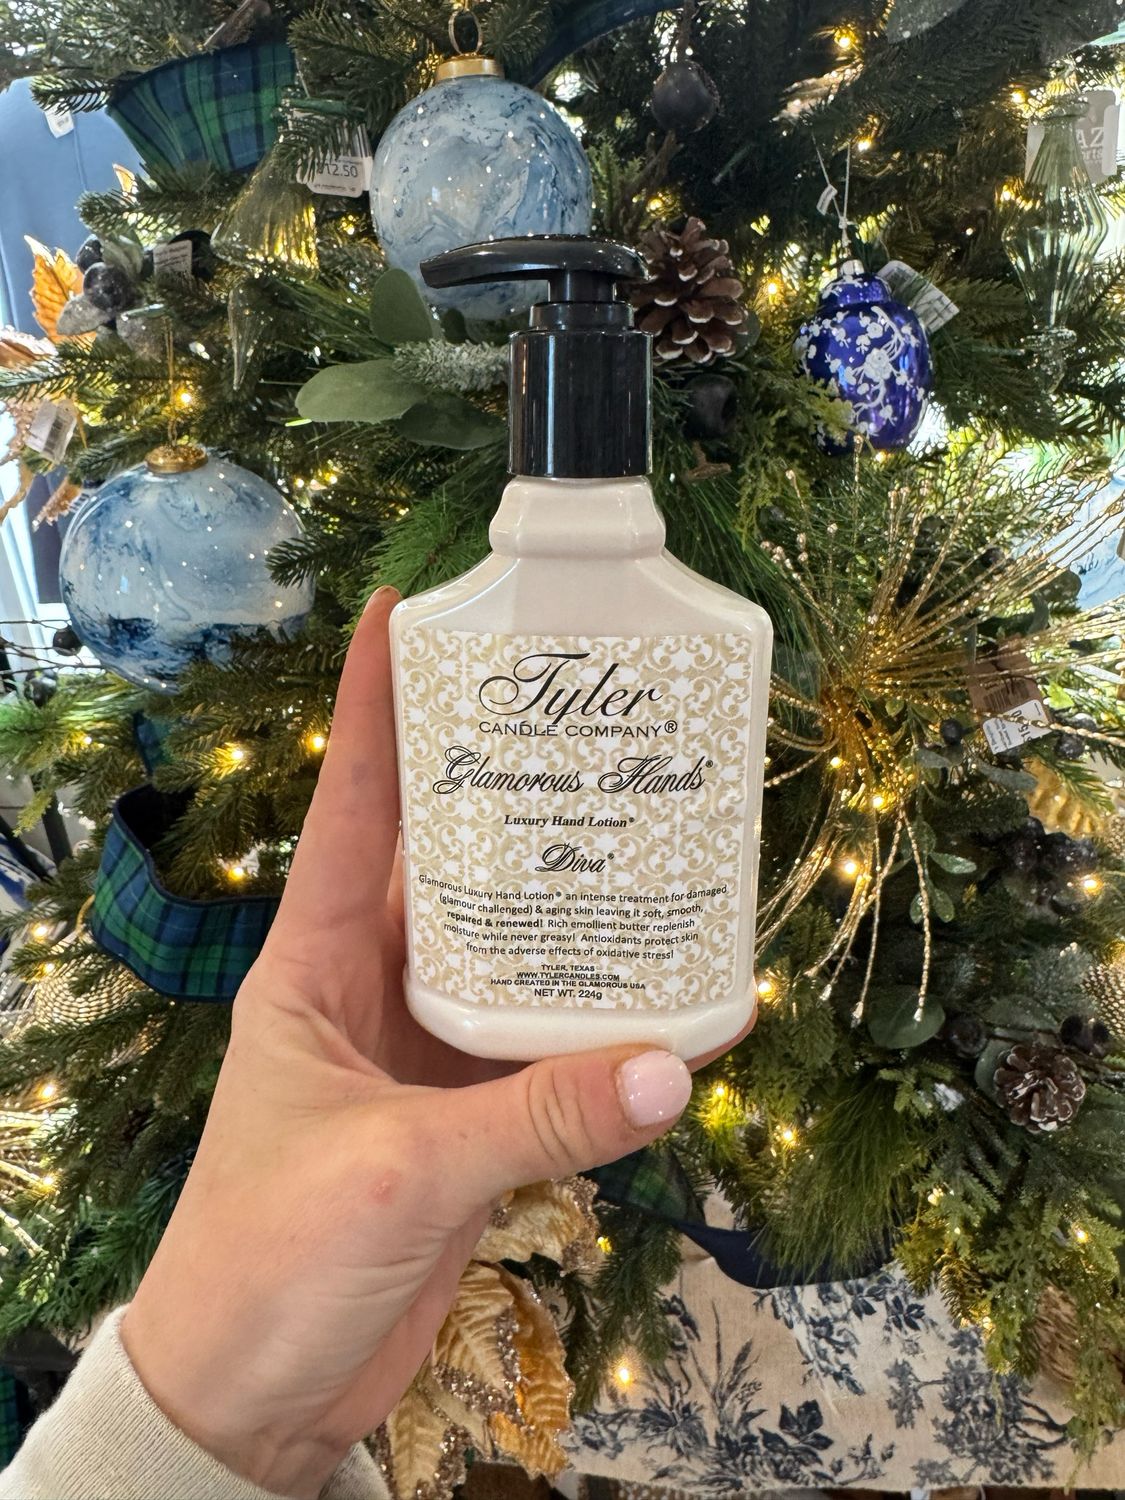 12.50
Tyler
CANDLE COMPANY®
Glamorous Hands®
Luxury Hand Lotion®
Diva®
Glamorous Luxury Hand Lotion® an intense treatment for damaged
(glamour challenged) & aging skin leaving it soft, smooth,
repaired & renewed! Rich emollient butter replenish
moisture while never greasy! Antioxidants protect skin
from the adverse effects of oxidative stress!
TYLER, TEXAS
WWW.TYLERCANDLES.COM
HAND CREATED IN THE GLAMOROUS USA
NET WT. 224g